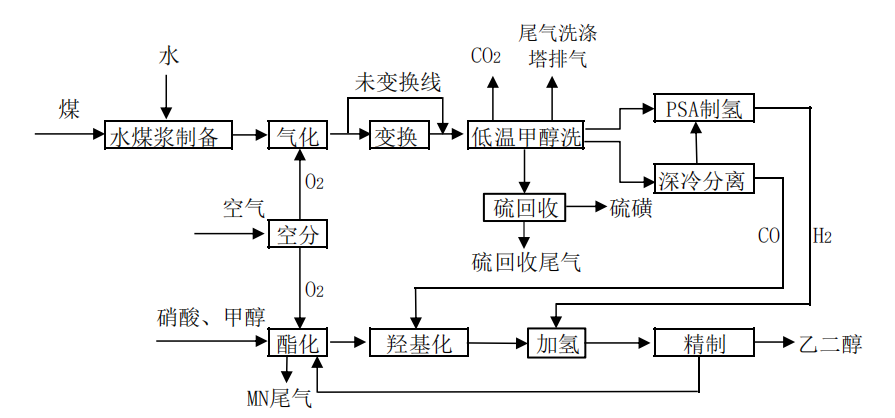 尾气洗涤
塔排气
水
CO2
未变换线
煤
水煤浆制备
气化
变换
低温甲醇洗
PSA制氢
深冷分离
O2
空气
空分
硫回收
硫磺
CO
H2
硫回收尾气
O2
硝酸、甲醇
酯化
羟基化
加氢
精制
乙二醇
MN尾气